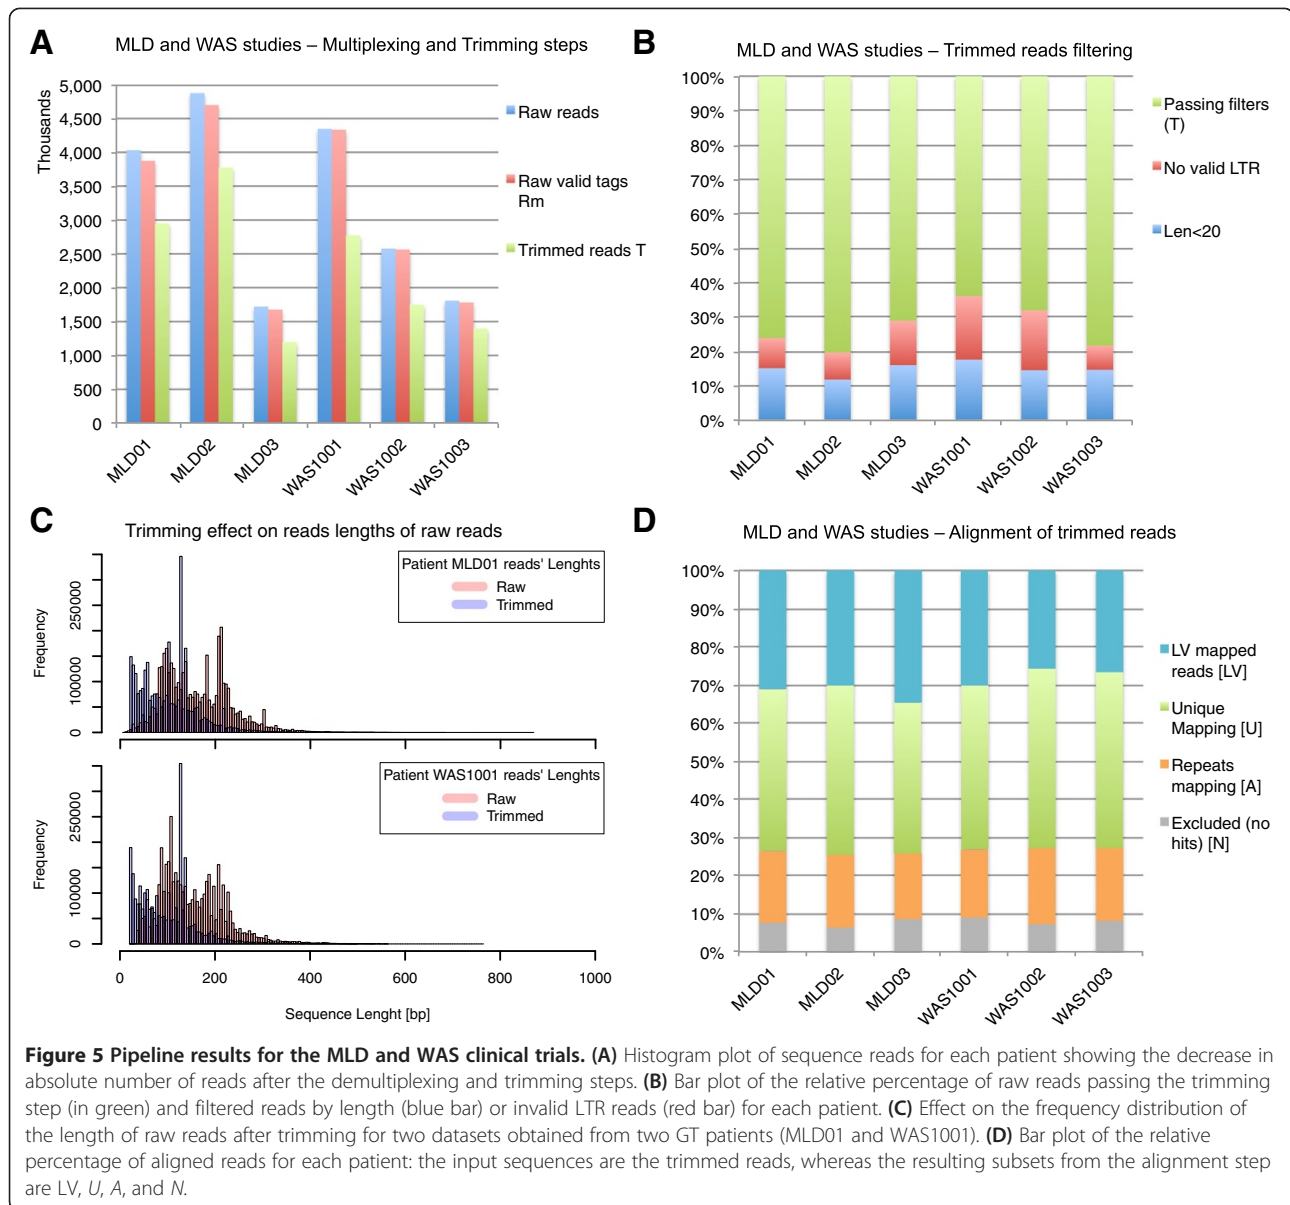 A
MLD and WAS studies – Multiplexing and Trimming steps
Thousands
5,000
4,500
4,000
3,500
3,000
2,500
2,000
1,500
1,000
500
0
MLD01
MLD02
MLD03
WAS1001
WAS1002
WAS1003
Raw reads
Raw valid tags
Rm
Trimmed reads T
B
MLD and WAS studies – Trimmed reads filtering
100%
90%
80%
70%
60%
50%
40%
30%
20%
10%
0%
MLD01
MLD02
MLD03
WAS1001
WAS1002
WAS1003
Passing filters
(T)
No valid LTR
Len<20
C
Trimming effect on reads lengths of raw reads
Frequency
250000
100000
0
Patient MLD01 reads' Lenghts
Raw
Trimmed
Frequency
250000
100000
0
Patient WAS1001 reads' Lenghts
Raw
Trimmed
0
200
400
600
800
1000
Sequence Lenght [bp]
D
MLD and WAS studies – Alignment of trimmed reads
100%
90%
80%
70%
60%
50%
40%
30%
20%
10%
0%
MLD01
MLD02
MLD03
WAS1001
WAS1002
WAS1003
LV mapped
reads [LV]
Unique
Mapping [U]
Repeats
mapping [A]
Excluded (no
hits) [N]
Figure 5 Pipeline results for the MLD and WAS clinical trials. (A) Histogram plot of sequence reads for each patient showing the decrease in
absolute number of reads after the demultiplexing and trimming steps. (B) Bar plot of the relative percentage of raw reads passing the trimming
step (in green) and filtered reads by length (blue bar) or invalid LTR reads (red bar) for each patient. (C) Effect on the frequency distribution of
the length of raw reads after trimming for two datasets obtained from two GT patients (MLD01 and WAS1001). (D) Bar plot of the relative
percentage of aligned reads for each patient: the input sequences are the trimmed reads, whereas the resulting subsets from the alignment step
are LV, U, A, and N.